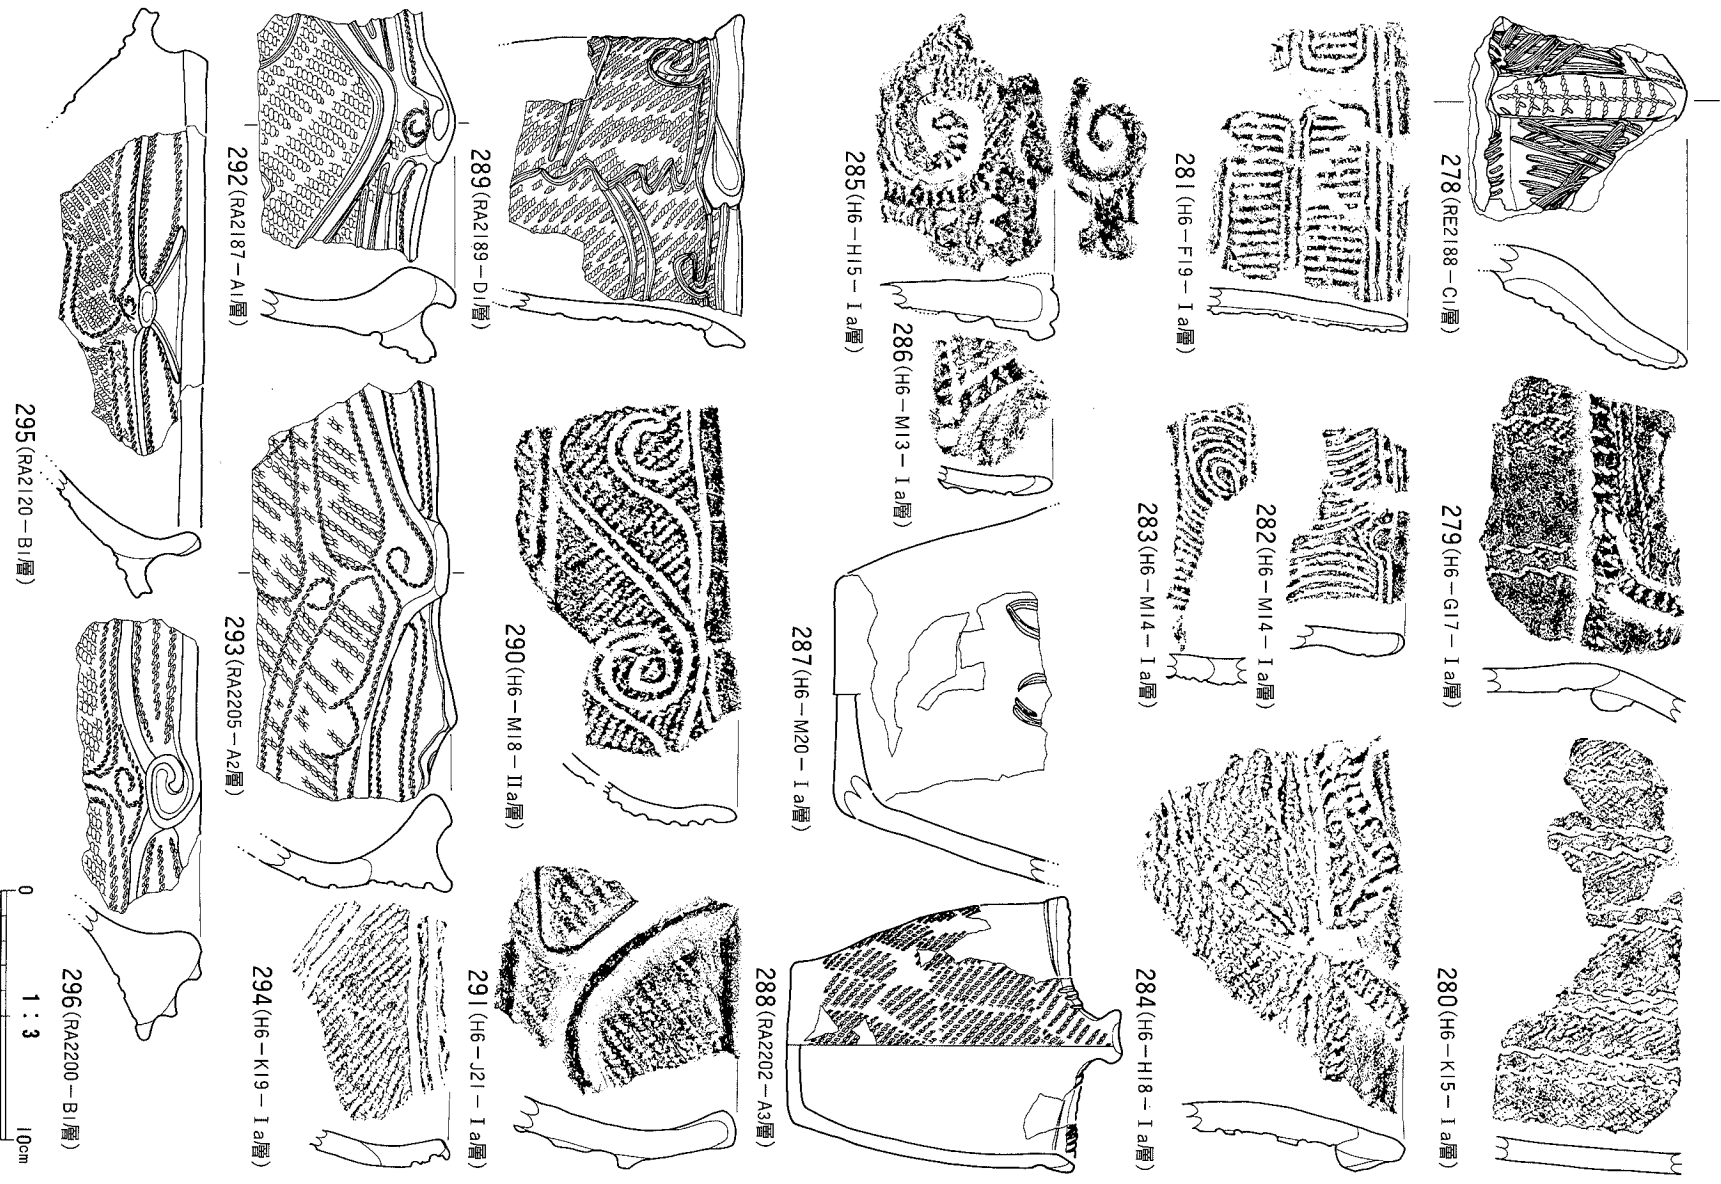 278(RE2188－C1層)
279(H6－G17－Ⅰa層)
280(H6－K15－Ⅰa層)
281(H6－F19－Ⅰa層)
282(H6－M14－Ⅰa層)
283(H6－M14－Ⅰa層)
284(H6－H18－Ⅰa層)
285(H6－H15－Ⅰa層)
286(H6－M13－Ⅰa層)
287(H6－M20－Ⅰa層)
288(RA2202－A3層)
289(RA2189－D1層)
290(H6－M18－Ⅱa層)
291(H6－J21－Ⅰa層)
292(RA2187－A1層)
293(RA2205－A2層)
294(H6－K19－Ⅰa層)
295(RA2120－B1層)
296(RA2200－B1層)
1:3
0 10cm